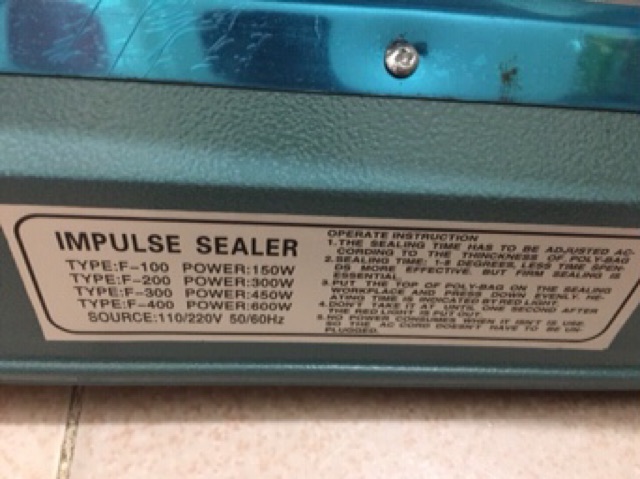 IMPULSE SEALER
TYPE:F-100 POWER:150W
TYPE:F-200 POWER:300W
TYPE:F-300 POWER:450W
TYPE:F-400 POWER:600W
SOURCE:110/220V 50/60Hz
OPERATE INSTRUCTION
1.THE SEALING TIME HAS TO BE ADJUSTED AC-
CORDING TO THE THINCKNESS OF POLY-BAG
2.SEALING TIME: 1-8 DEGREES, LESS TIME SPEN-
DS MORE EFFECTIVE. BUT FIRM SEALING IS
ESSENTIAL.
3.PUT THE TOP OF POLY-BAG ON THE SEALING
WORKPLACE AND PRESS DOWN EVENLY. HE-
ATING TIME IS INDICATED BY RED LIGHT.
4.DON'T TAKE IT AT UNTIL ONE SECOND AFTER
THE RED LIGHT IS PUT OUT.
5.NO POWER CONSUMES WHEN IT ISN'T IS USE.
SO THE AC CORD DOESN'T HAVE TO BE UN-
PLUGGED.